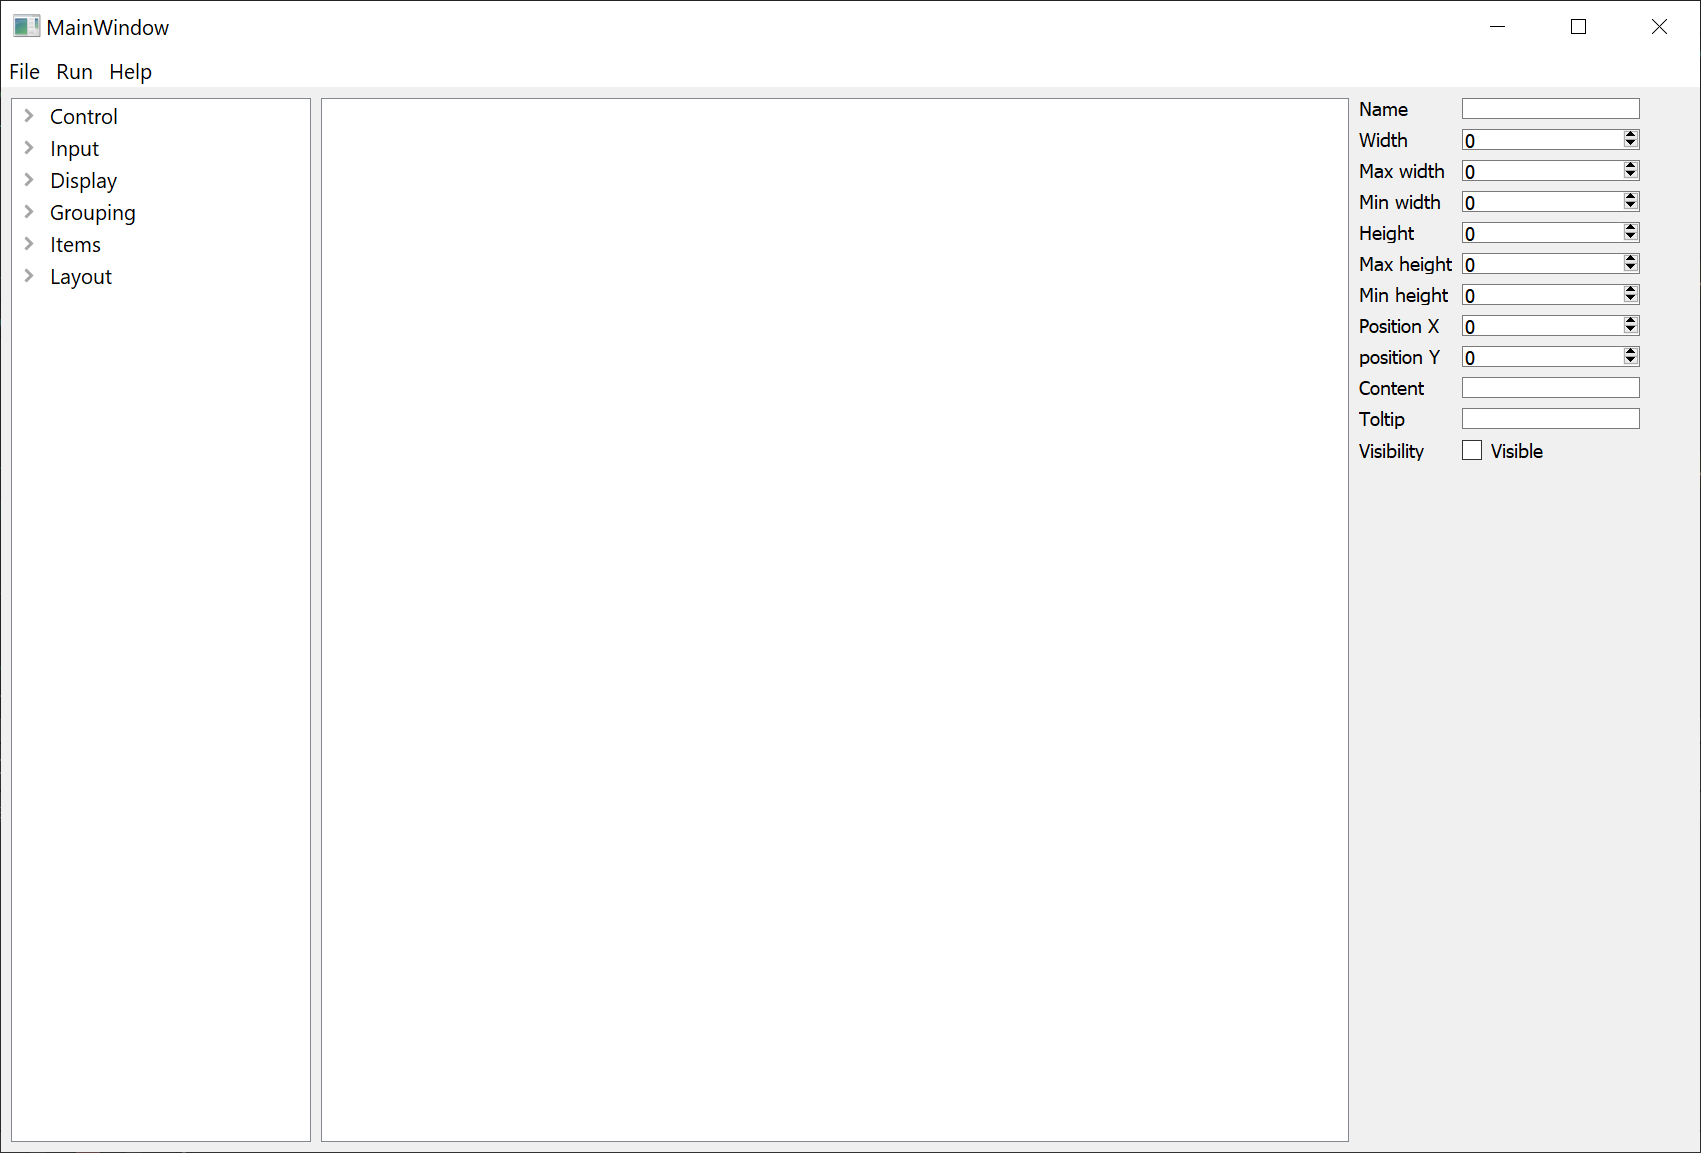 MainWindow
File Run Help
Control
Input
Display
Grouping
Items
Layout
Name
Width 0
Max width 0
Min width 0
Height 0
Max height 0
Min height 0
Position X 0
position Y 0
Content
Toltip
Visibility Visible